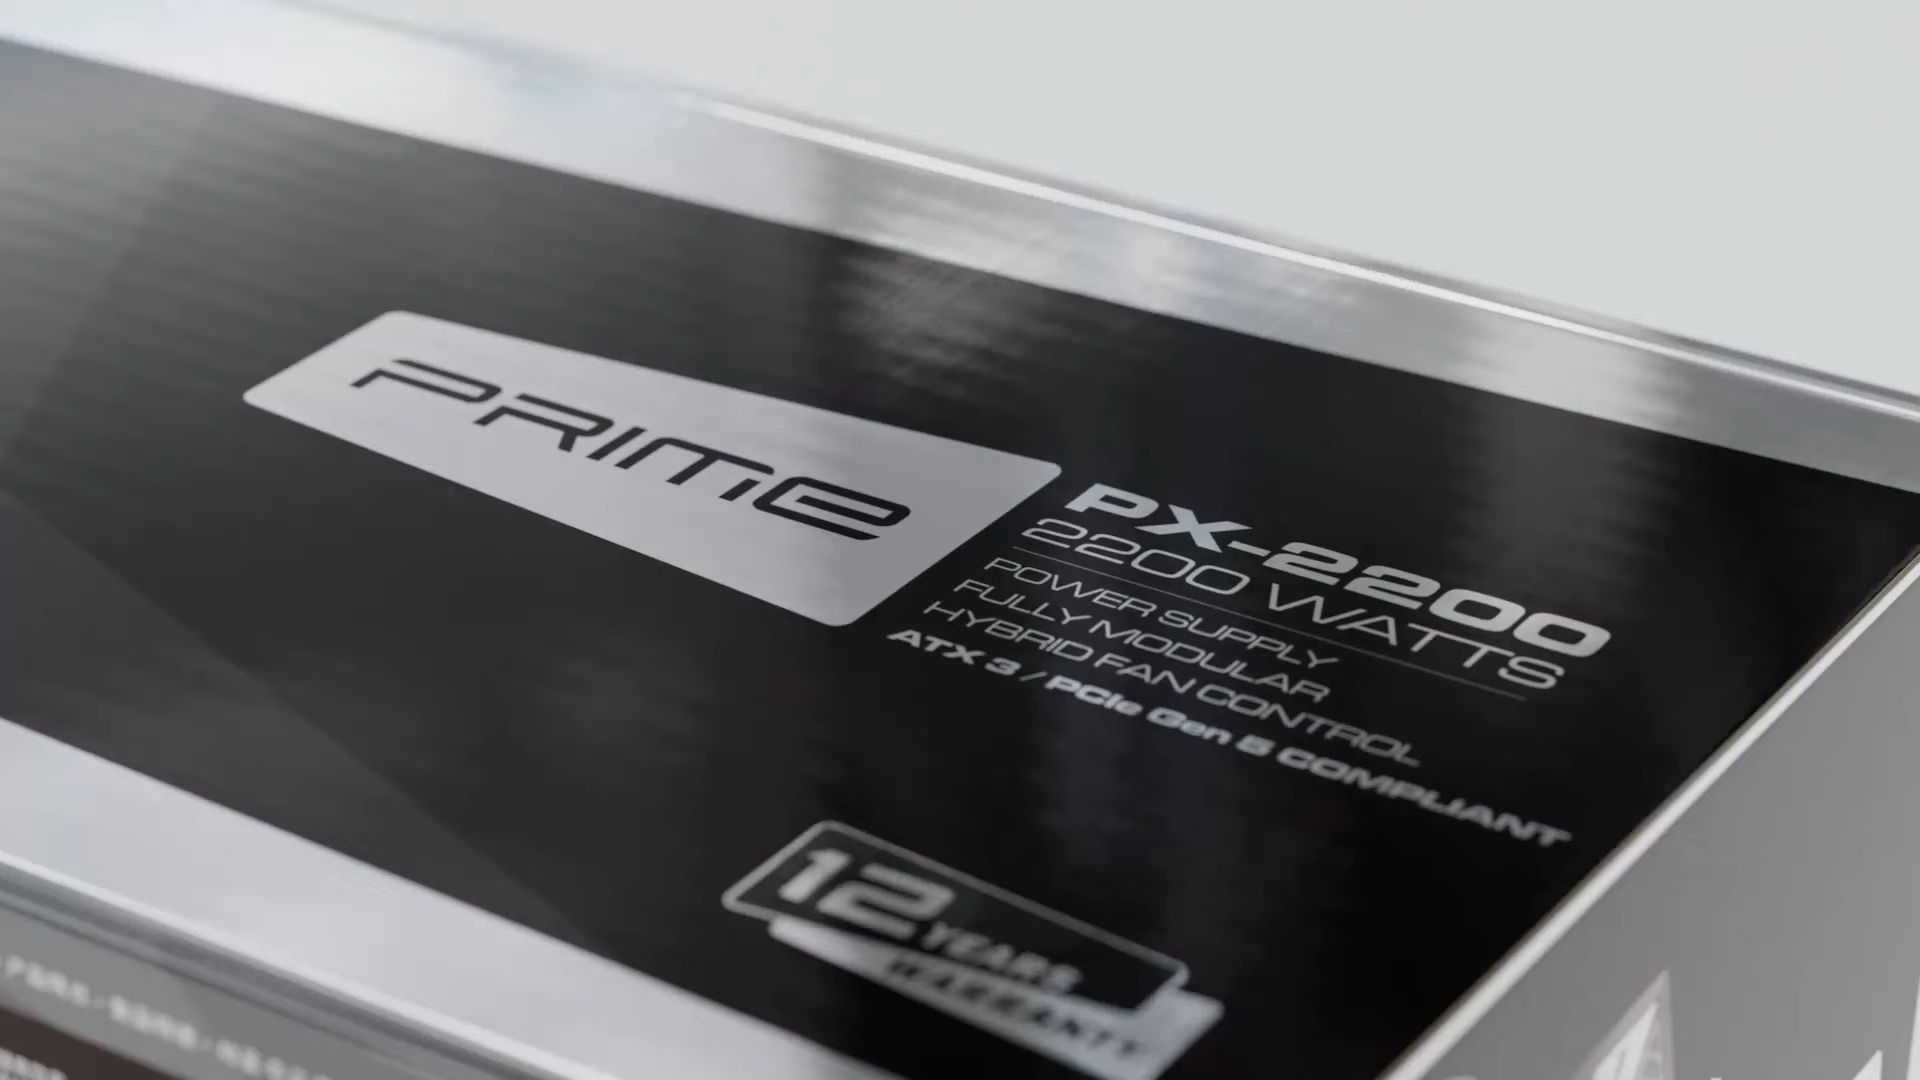 PRIME
PX-2200
2200 WATTS
POWER SUPPLY
FULLY MODULAR
HYBRID FAN CONTROL
ATX 3 / PCIe Gen 5 COMPLIANT
12 YEARS
WARRANTY